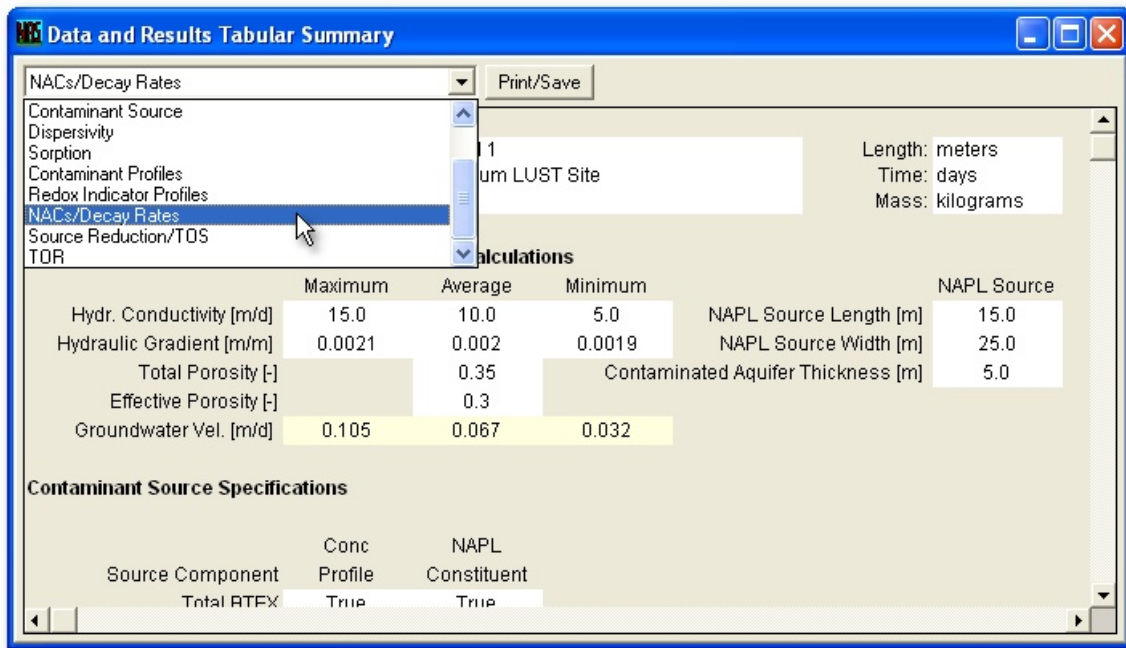 Data and Results Tabular Summary
NACs/Decay Rates Print/Save
Contaminant Source
Dispersivity
Sorption
Contaminant Profiles
Redox Indicator Profiles
NACs/Decay Rates
Source Reduction/TOS
TOR
1
um LUST Site
Length: meters
Time: days
Mass: kilograms
alculations
Maximum Average Minimum NAPL Source
Hydr. Conductivity [m/d] 15.0 10.0 5.0 NAPL Source Length [m] 15.0
Hydraulic Gradient [m/m] 0.0021 0.002 0.0019 NAPL Source Width [m] 25.0
Total Porosity [-] 0.35 Contaminated Aquifer Thickness [m] 5.0
Effective Porosity [-] 0.3
Groundwater Vel. [m/d] 0.105 0.067 0.032
Contaminant Source Specifications
Conc NAPL
Source Component Profile Constituent
Total BTEX True True